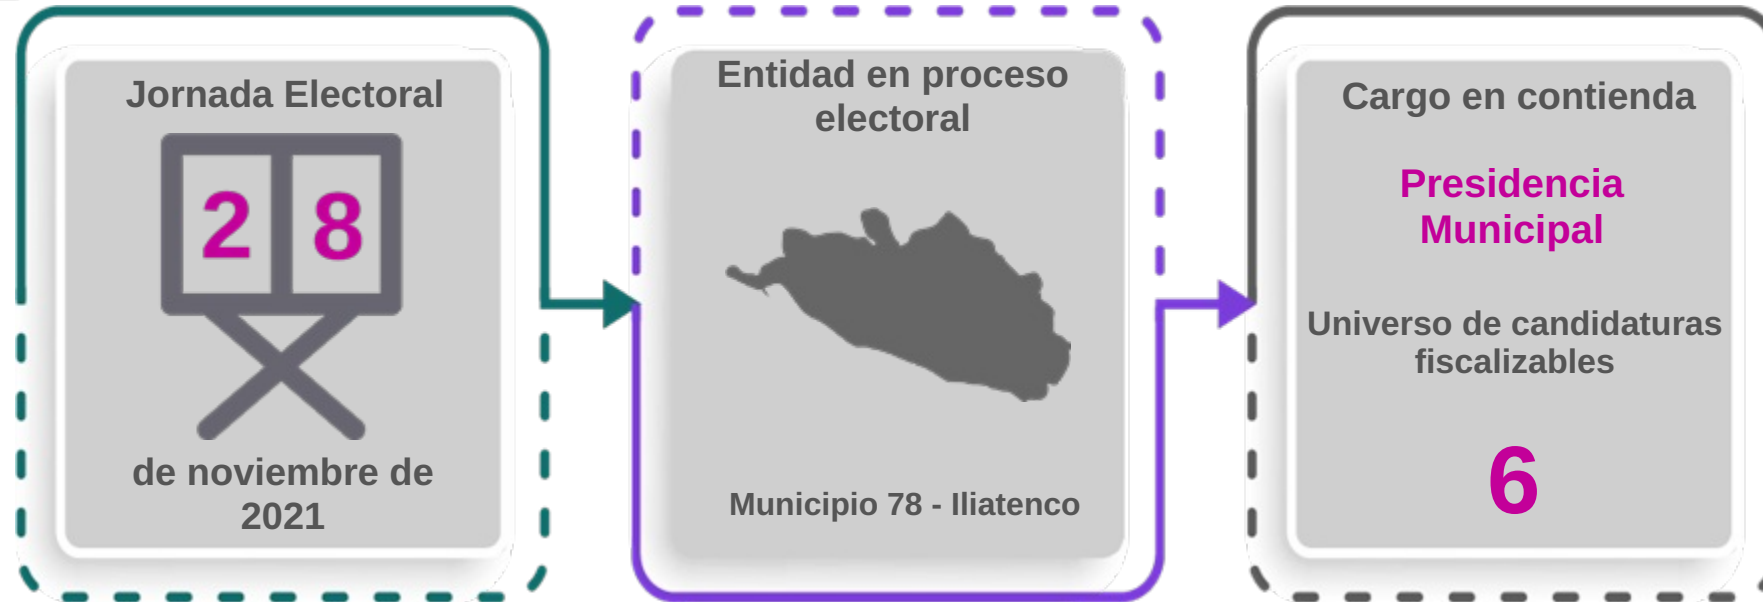 Jornada Electoral
2 8
de noviembre de
2021
Entidad en proceso
electoral
Municipio 78 - Iliatenco
Cargo en contienda
Presidencia
Municipal
Universo de candidaturas
fiscalizables
6